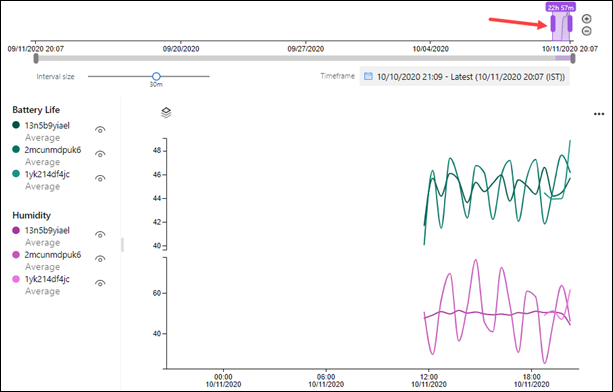 22h 57m
09/11/2020 20:07 09/20/2020 09/27/2020 10/04/2020 10/11/2020 20:07
Interval size
30m
Timeframe
10/10/2020 21:09 - Latest (10/11/2020 20:07 (IST))
Battery Life
13n5b9yiael
Average
2mcunmdpuk6
Average
1yk214df4jc
Average
Humidity
13n5b9yiael
Average
2mcunmdpuk6
Average
1yk214df4jc
Average
48
46
44
42
40
60
40
00:00 06:00 12:00 18:00
10/11/2020 10/11/2020 10/11/2020 10/11/2020